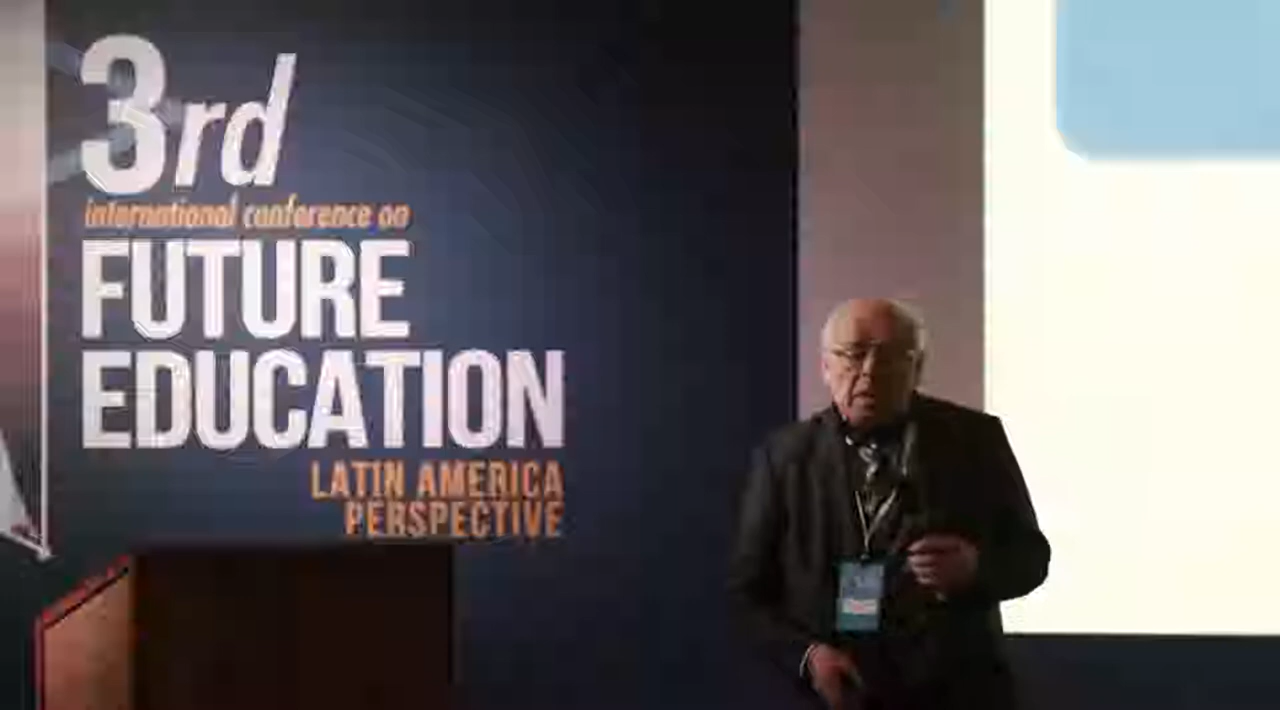 3rd
international conference on
FUTURE
EDUCATION
LATIN AMERICA
PERSPECTIVE